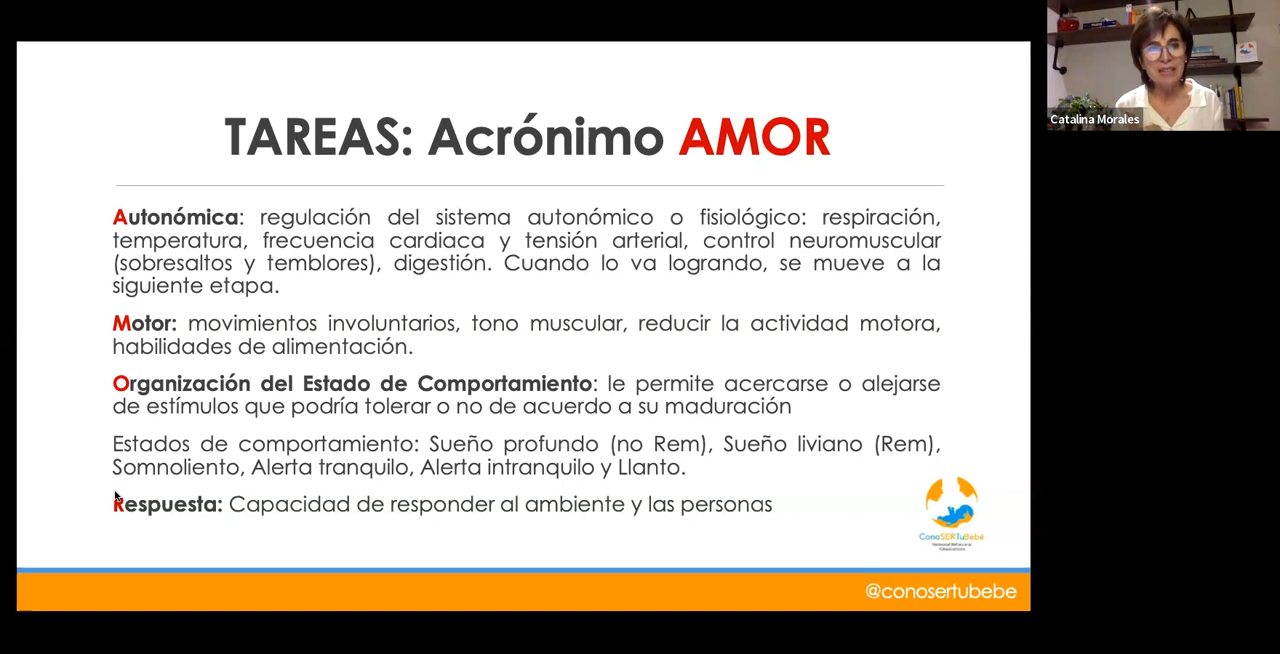 TAREAS: Acrónimo AMOR
Autonómica: regulación del sistema autonómico o fisiológico: respiración,
temperatura, frecuencia cardiaca y tensión arterial, control neuromuscular
(sobresaltos y temblores), digestión. Cuando lo va logrando, se mueve a la
siguiente etapa.
Motor: movimientos involuntarios, tono muscular, reducir la actividad motora,
habilidades de alimentación.
Organización del Estado de Comportamiento: le permite acercarse o alejarse
de estímulos que podría tolerar o no de acuerdo a su maduración
Estados de comportamiento: Sueño profundo (no Rem), Sueño liviano (Rem),
Somnoliento, Alerta tranquilo, Alerta intranquilo y Llanto.
Respuesta: Capacidad de responder al ambiente y las personas
ConoSERTuBebé
@conosertubebe
Catalina Morales